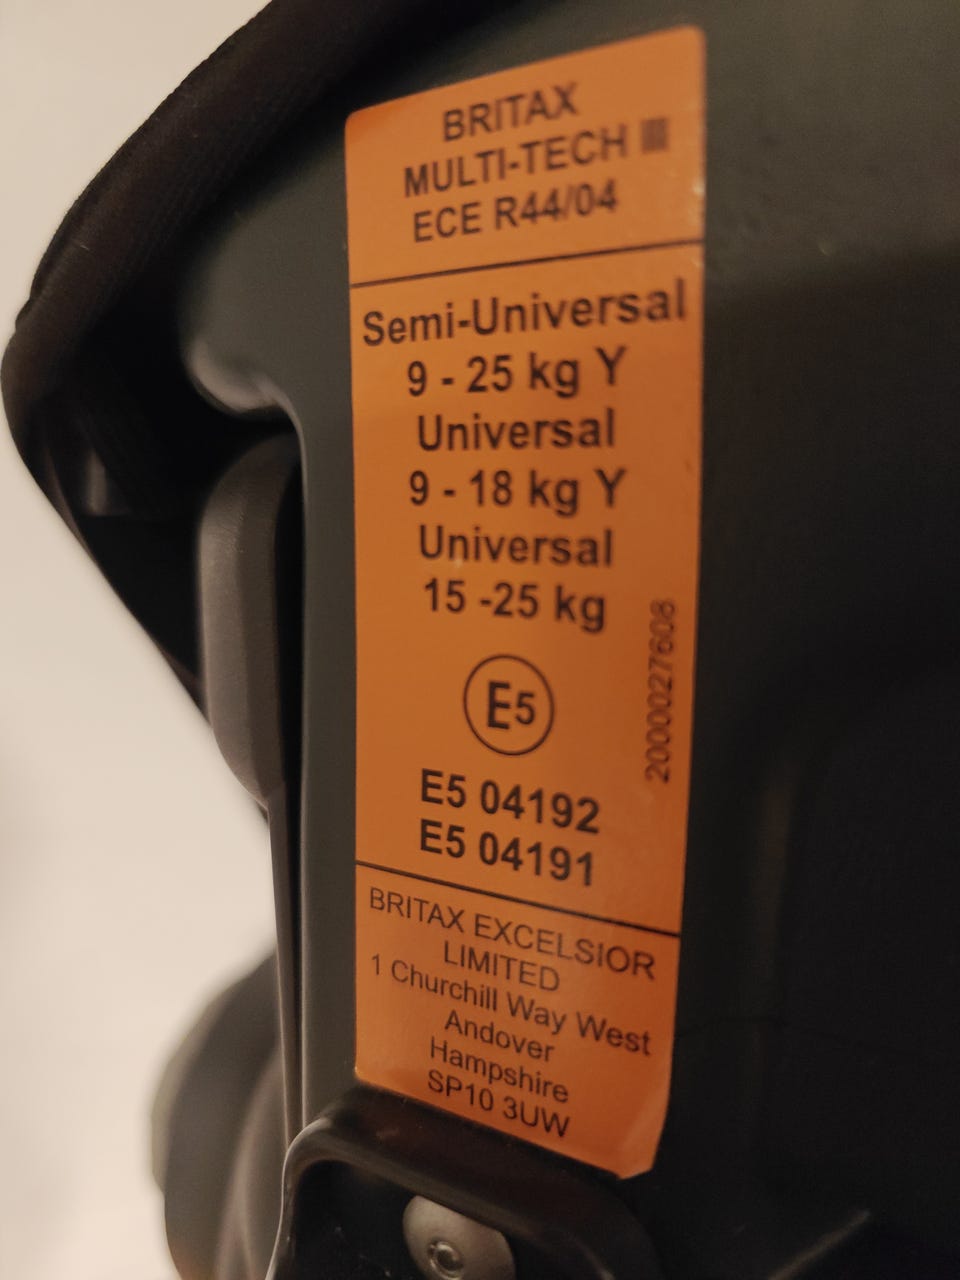 BRITAX
MULTI-TECH III
ECE R44/04
Semi-Universal
9 - 25 kg Y
Universal
9 - 18 kg Y
Universal
15 -25 kg
E5
2000027608
E5 04192
E5 04191
BRITAX EXCELSIOR
LIMITED
1 Churchill Way West
Andover
Hampshire
SP10 3UW